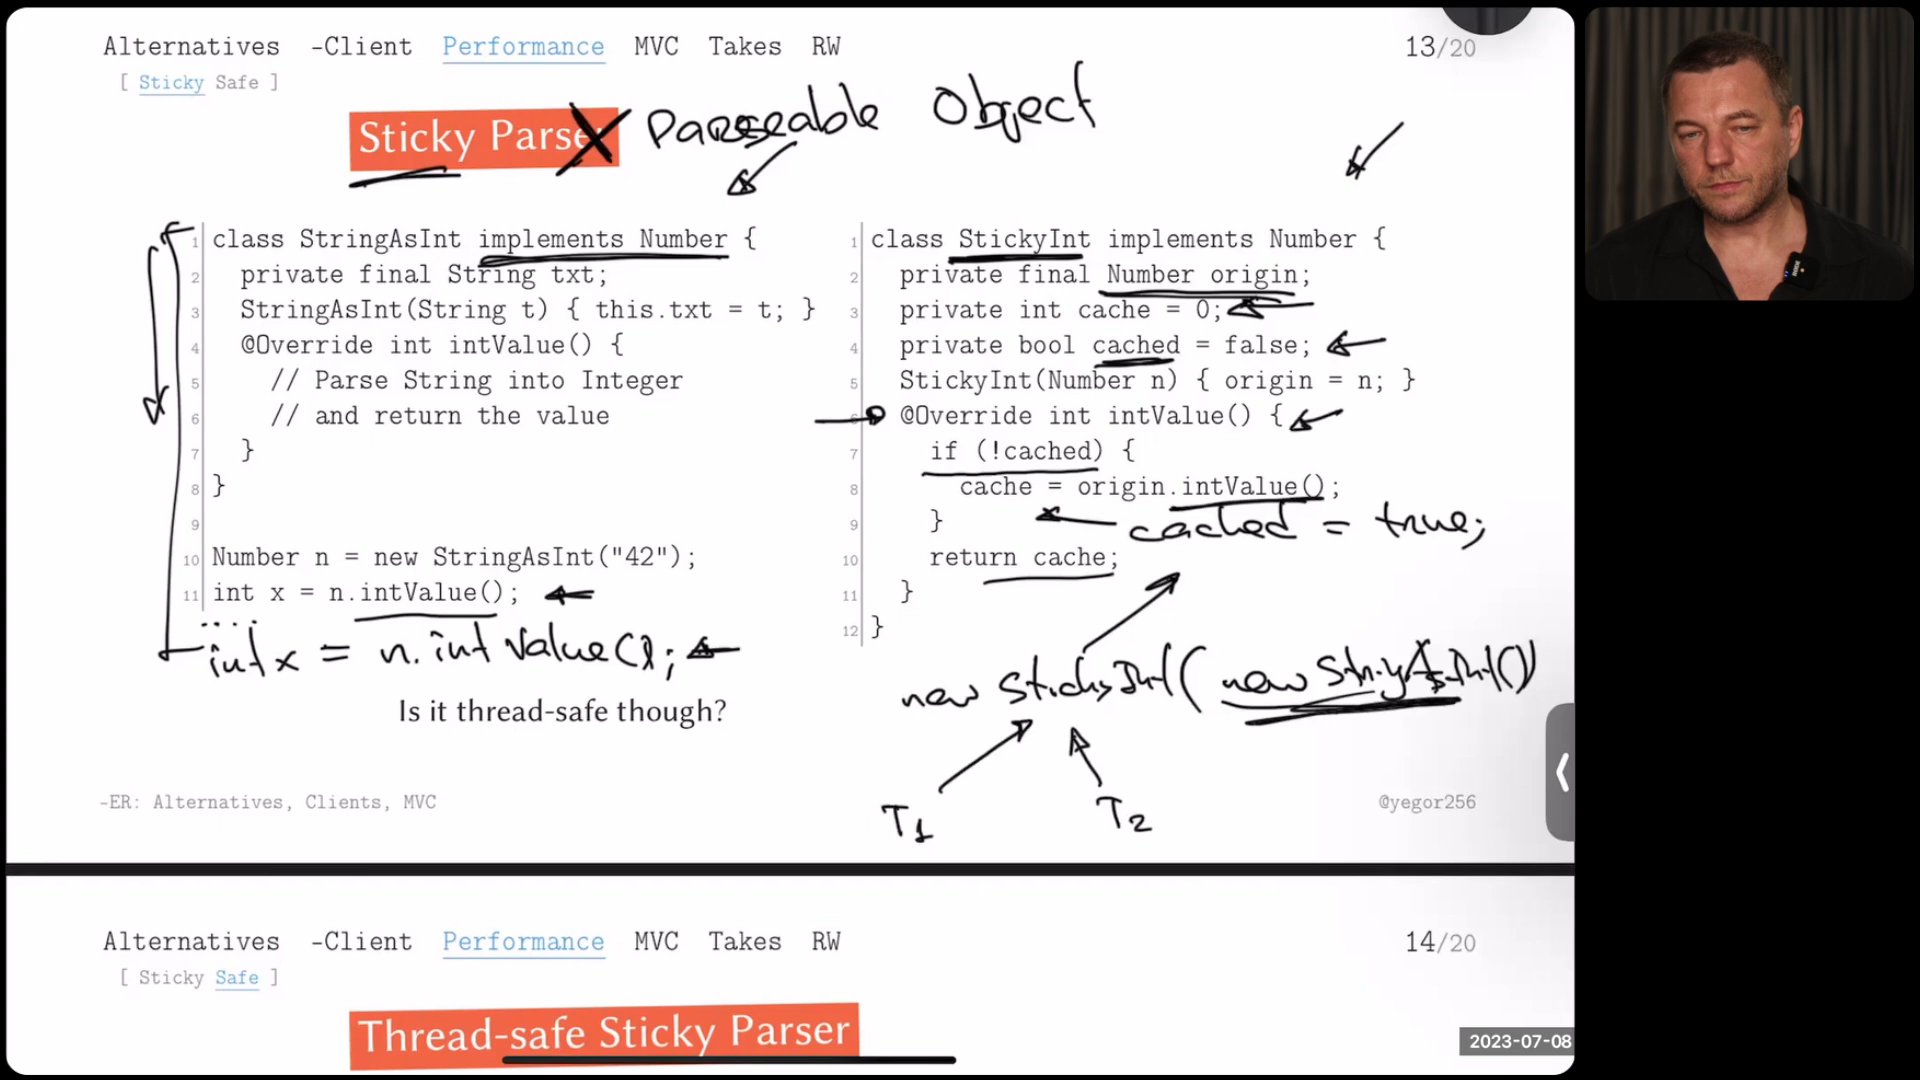 Alternatives -Client Performance MVC Takes RW 13/20
[ Sticky Safe ]
Sticky Parse
Parseable Object
1 class StringAsInt implements Number {
2 private final String txt;
3 StringAsInt(String t) { this.txt = t; }
4 @Override int intValue() {
5 // Parse String into Integer
6 // and return the value
7 }
8 }
9
10 Number n = new StringAsInt("42");
11 int x = n.intValue();
....
int x = n.intValue();
Is it thread-safe though?
1 class StickyInt implements Number {
2 private final Number origin;
3 private int cache = 0;
4 private bool cached = false;
5 StickyInt(Number n) { origin = n; }
6 @Override int intValue() {
7 if (!cached) {
8 cache = origin.intValue();
9 }
cached = true;
10 return cache;
11 }
12 }
new StickyInt(new StringAsInt())
T1 T2
-ER: Alternatives, Clients, MVC @yegor256
Alternatives -Client Performance MVC Takes RW 14/20
[ Sticky Safe ]
Thread-safe Sticky Parser
2023-07-08